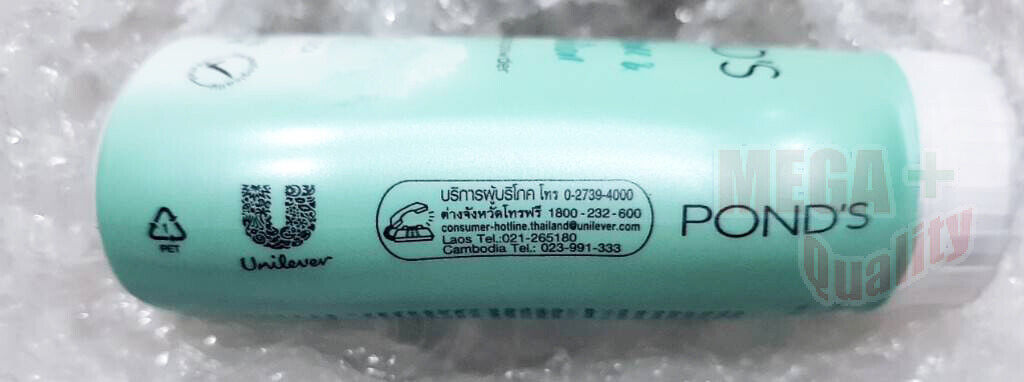 บริการผู้บริโภค โทร 0-2739-4000
ต่างจังหวัดโทรฟรี 1800-232-600
consumer-hotline.thailand@unilever.com
Laos Tel.:021-265180
Cambodia Tel.: 023-991-333
POND'S
Unilever
1
PET
MEGA+
Quality